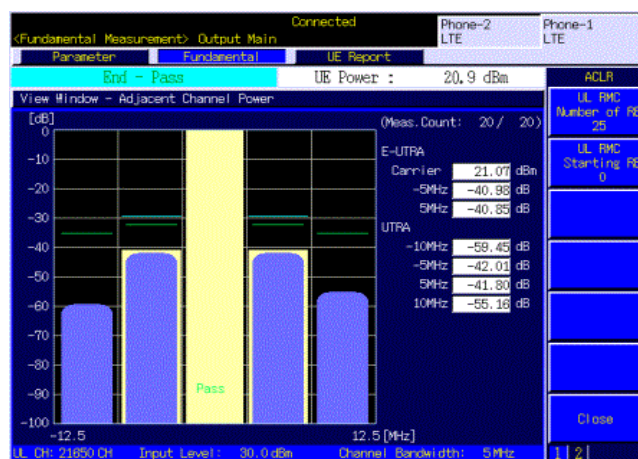 Connected
Phone-2 Phone-1
LTE LTE
<Fundamental Measurement> Output Main
Parameter Fundamental UE Report
End - Pass UE Power : 20.9 dBm ACLR
View Window - Adjacent Channel Power
[dB] (Meas.Count: 20/ 20)
UL RMC
Number of RB
25
UL RMC
Starting RB
0
0
-10
-20
-30
-40
-50
-60
-70
-80
-90
-100
E-UTRA
Carrier 21.07 dBm
-5MHz -40.98 dB
5MHz -40.85 dB
UTRA
-10MHz -59.45 dB
-5MHz -42.01 dB
5MHz -41.80 dB
10MHz -55.16 dB
Pass
-12.5 12.5 [MHz]
Close
UL CH: 21650 CH Input Level: 30.0 dBm Channel Bandwidth: 5MHz
1 2